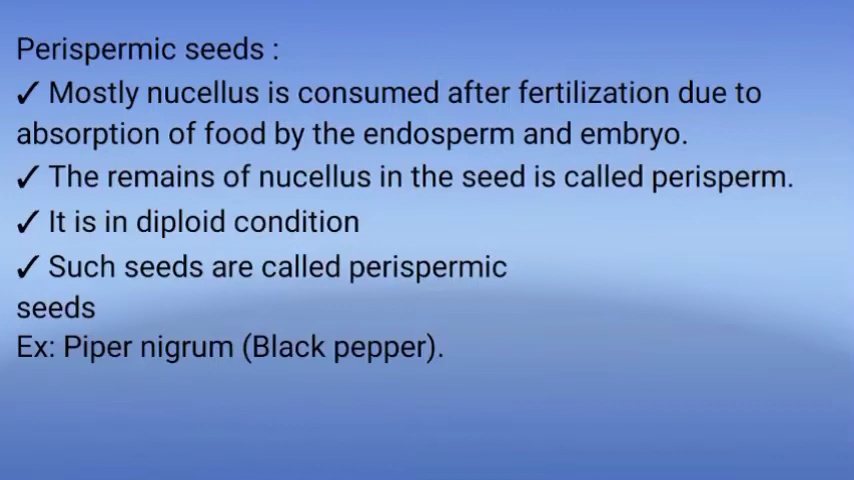 Perispermic seeds :
✓ Mostly nucellus is consumed after fertilization due to
absorption of food by the endosperm and embryo.
✓ The remains of nucellus in the seed is called perisperm.
✓ It is in diploid condition
✓ Such seeds are called perispermic
seeds
Ex: Piper nigrum (Black pepper).